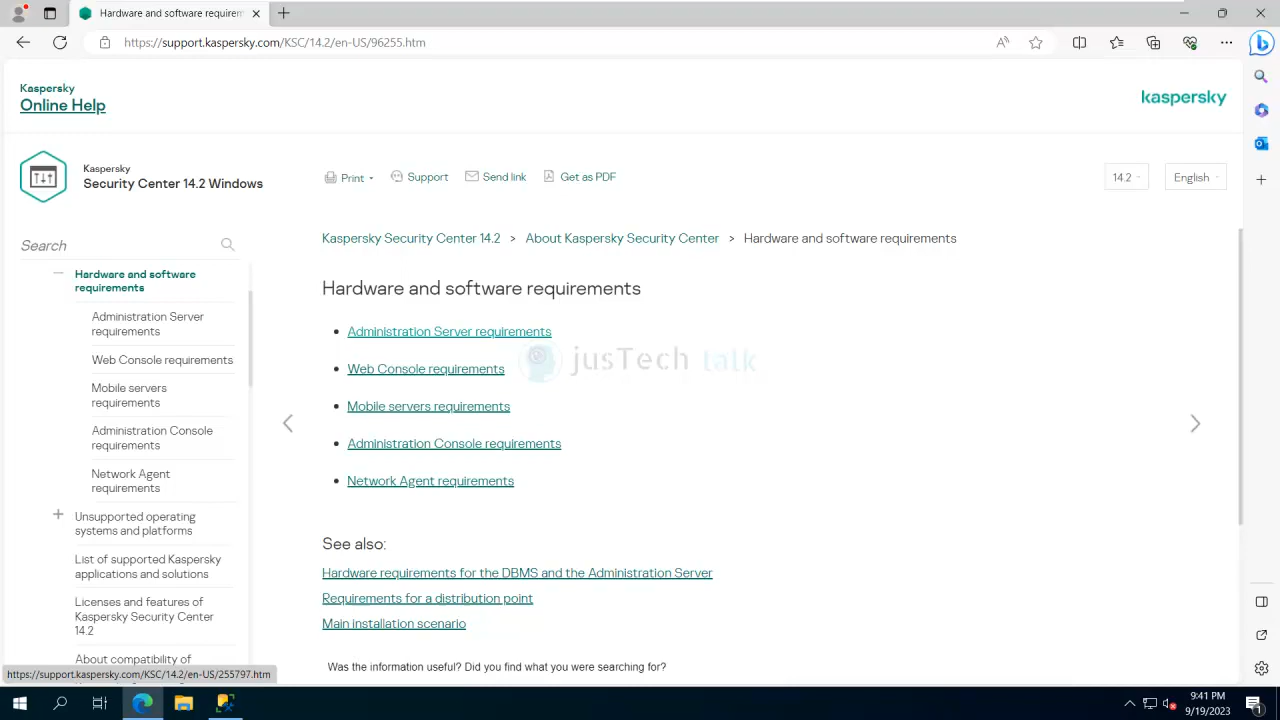 Hardware and software requirem
https://support.kaspersky.com/KSC/14.2/en-US/96255.htm
Kaspersky
Online Help
kaspersky
Kaspersky
Security Center 14.2 Windows
Print
Support
Send link
Get as PDF
14.2
English
Search
Kaspersky Security Center 14.2 > About Kaspersky Security Center > Hardware and software requirements
Hardware and software
requirements
Administration Server
requirements
Web Console requirements
Mobile servers
requirements
Administration Console
requirements
Network Agent
requirements
Unsupported operating
systems and platforms
List of supported Kaspersky
applications and solutions
Licenses and features of
Kaspersky Security Center
14.2
About compatibility of
Hardware and software requirements
Administration Server requirements
jusTech talk
Web Console requirements
Mobile servers requirements
Administration Console requirements
Network Agent requirements
See also:
Hardware requirements for the DBMS and the Administration Server
Requirements for a distribution point
Main installation scenario
Was the information useful? Did you find what you were searching for?
https://support.kaspersky.com/KSC/14.2/en-US/255797.htm
9:41 PM
9/19/2023
1